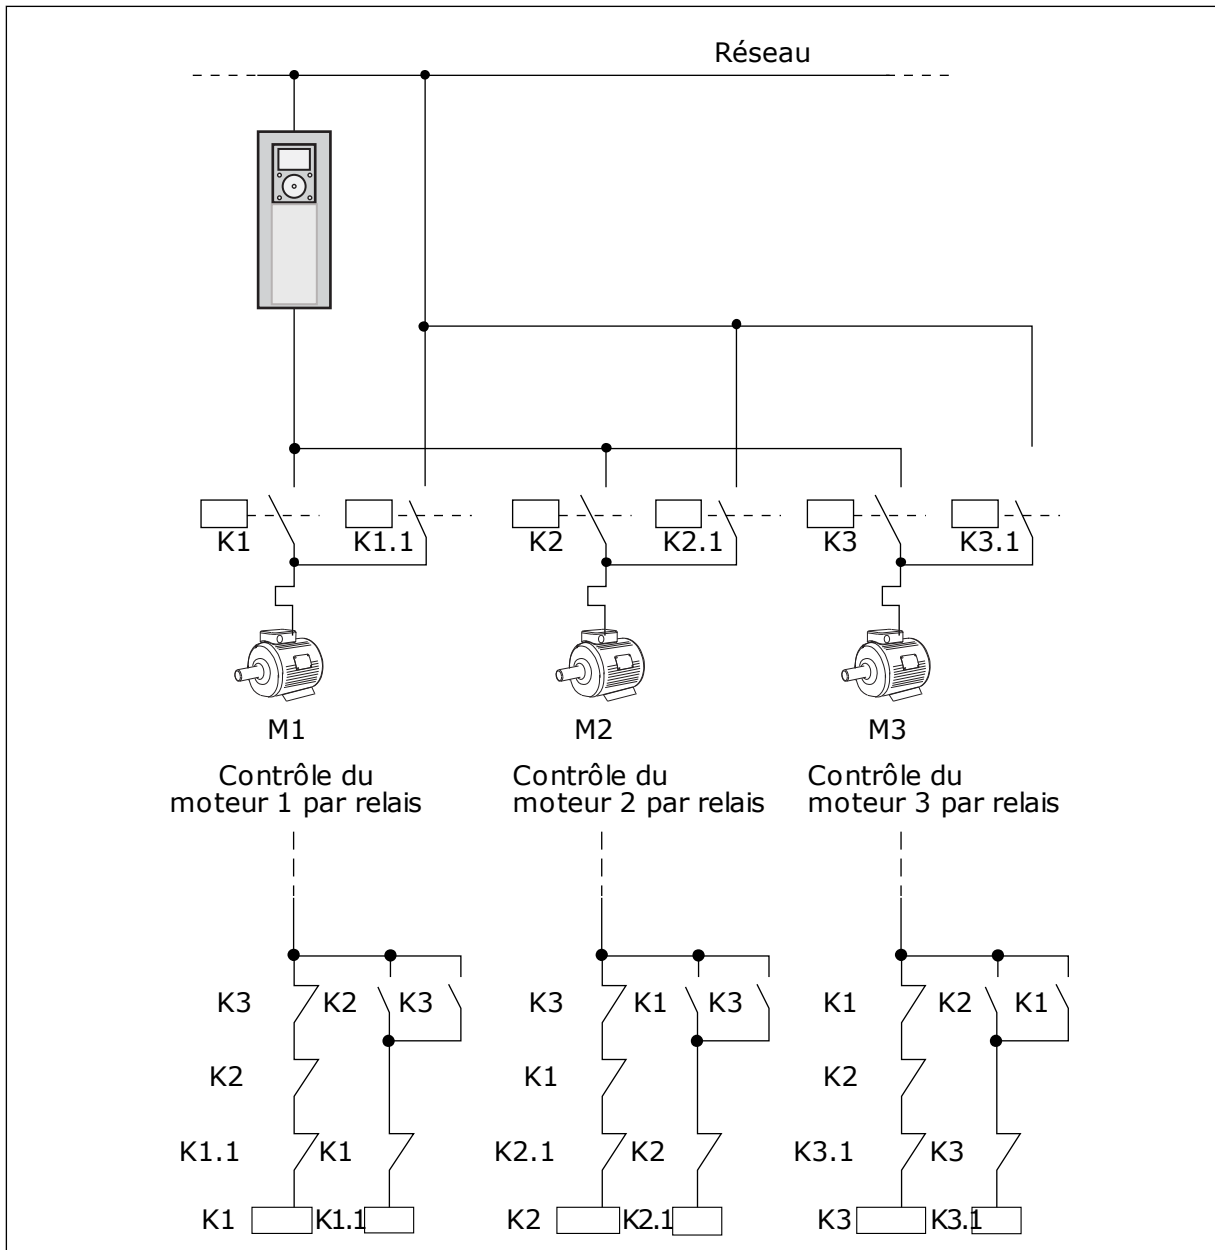 Réseau
K1 K1.1 K2 K2.1 K3 K3.1
M1 M2 M3
Contrôle du
moteur 1 par relais
Contrôle du
moteur 2 par relais
Contrôle du
moteur 3 par relais
K3 K2 K3 K3 K1 K3 K1 K2 K1
K2 K1 K2
K1.1 K1 K2.1 K2 K3.1 K3
K1 K1.1 K2 K2.1 K3 K3.1